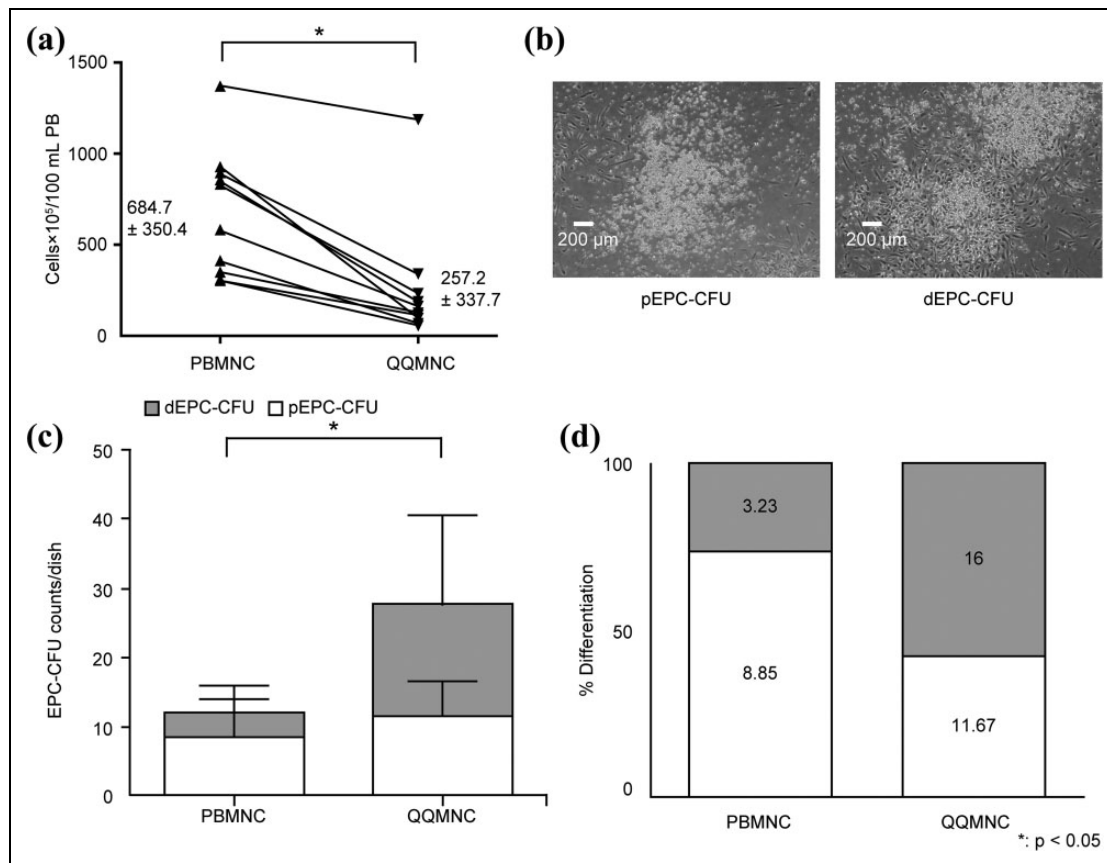 (a)
*
1500
1000
500
0
Cells×10⁵/100 mL PB
684.7
± 350.4
257.2
± 337.7
PBMNC
QQMNC
(b)
200 µm
200 µm
pEPC-CFU
dEPC-CFU
dEPC-CFU
pEPC-CFU
(c)
*
50
40
30
20
10
0
EPC-CFU counts/dish
PBMNC
QQMNC
(d)
100
50
0
% Differentiation
3.23
8.85
16
11.67
PBMNC
QQMNC
*: p < 0.05